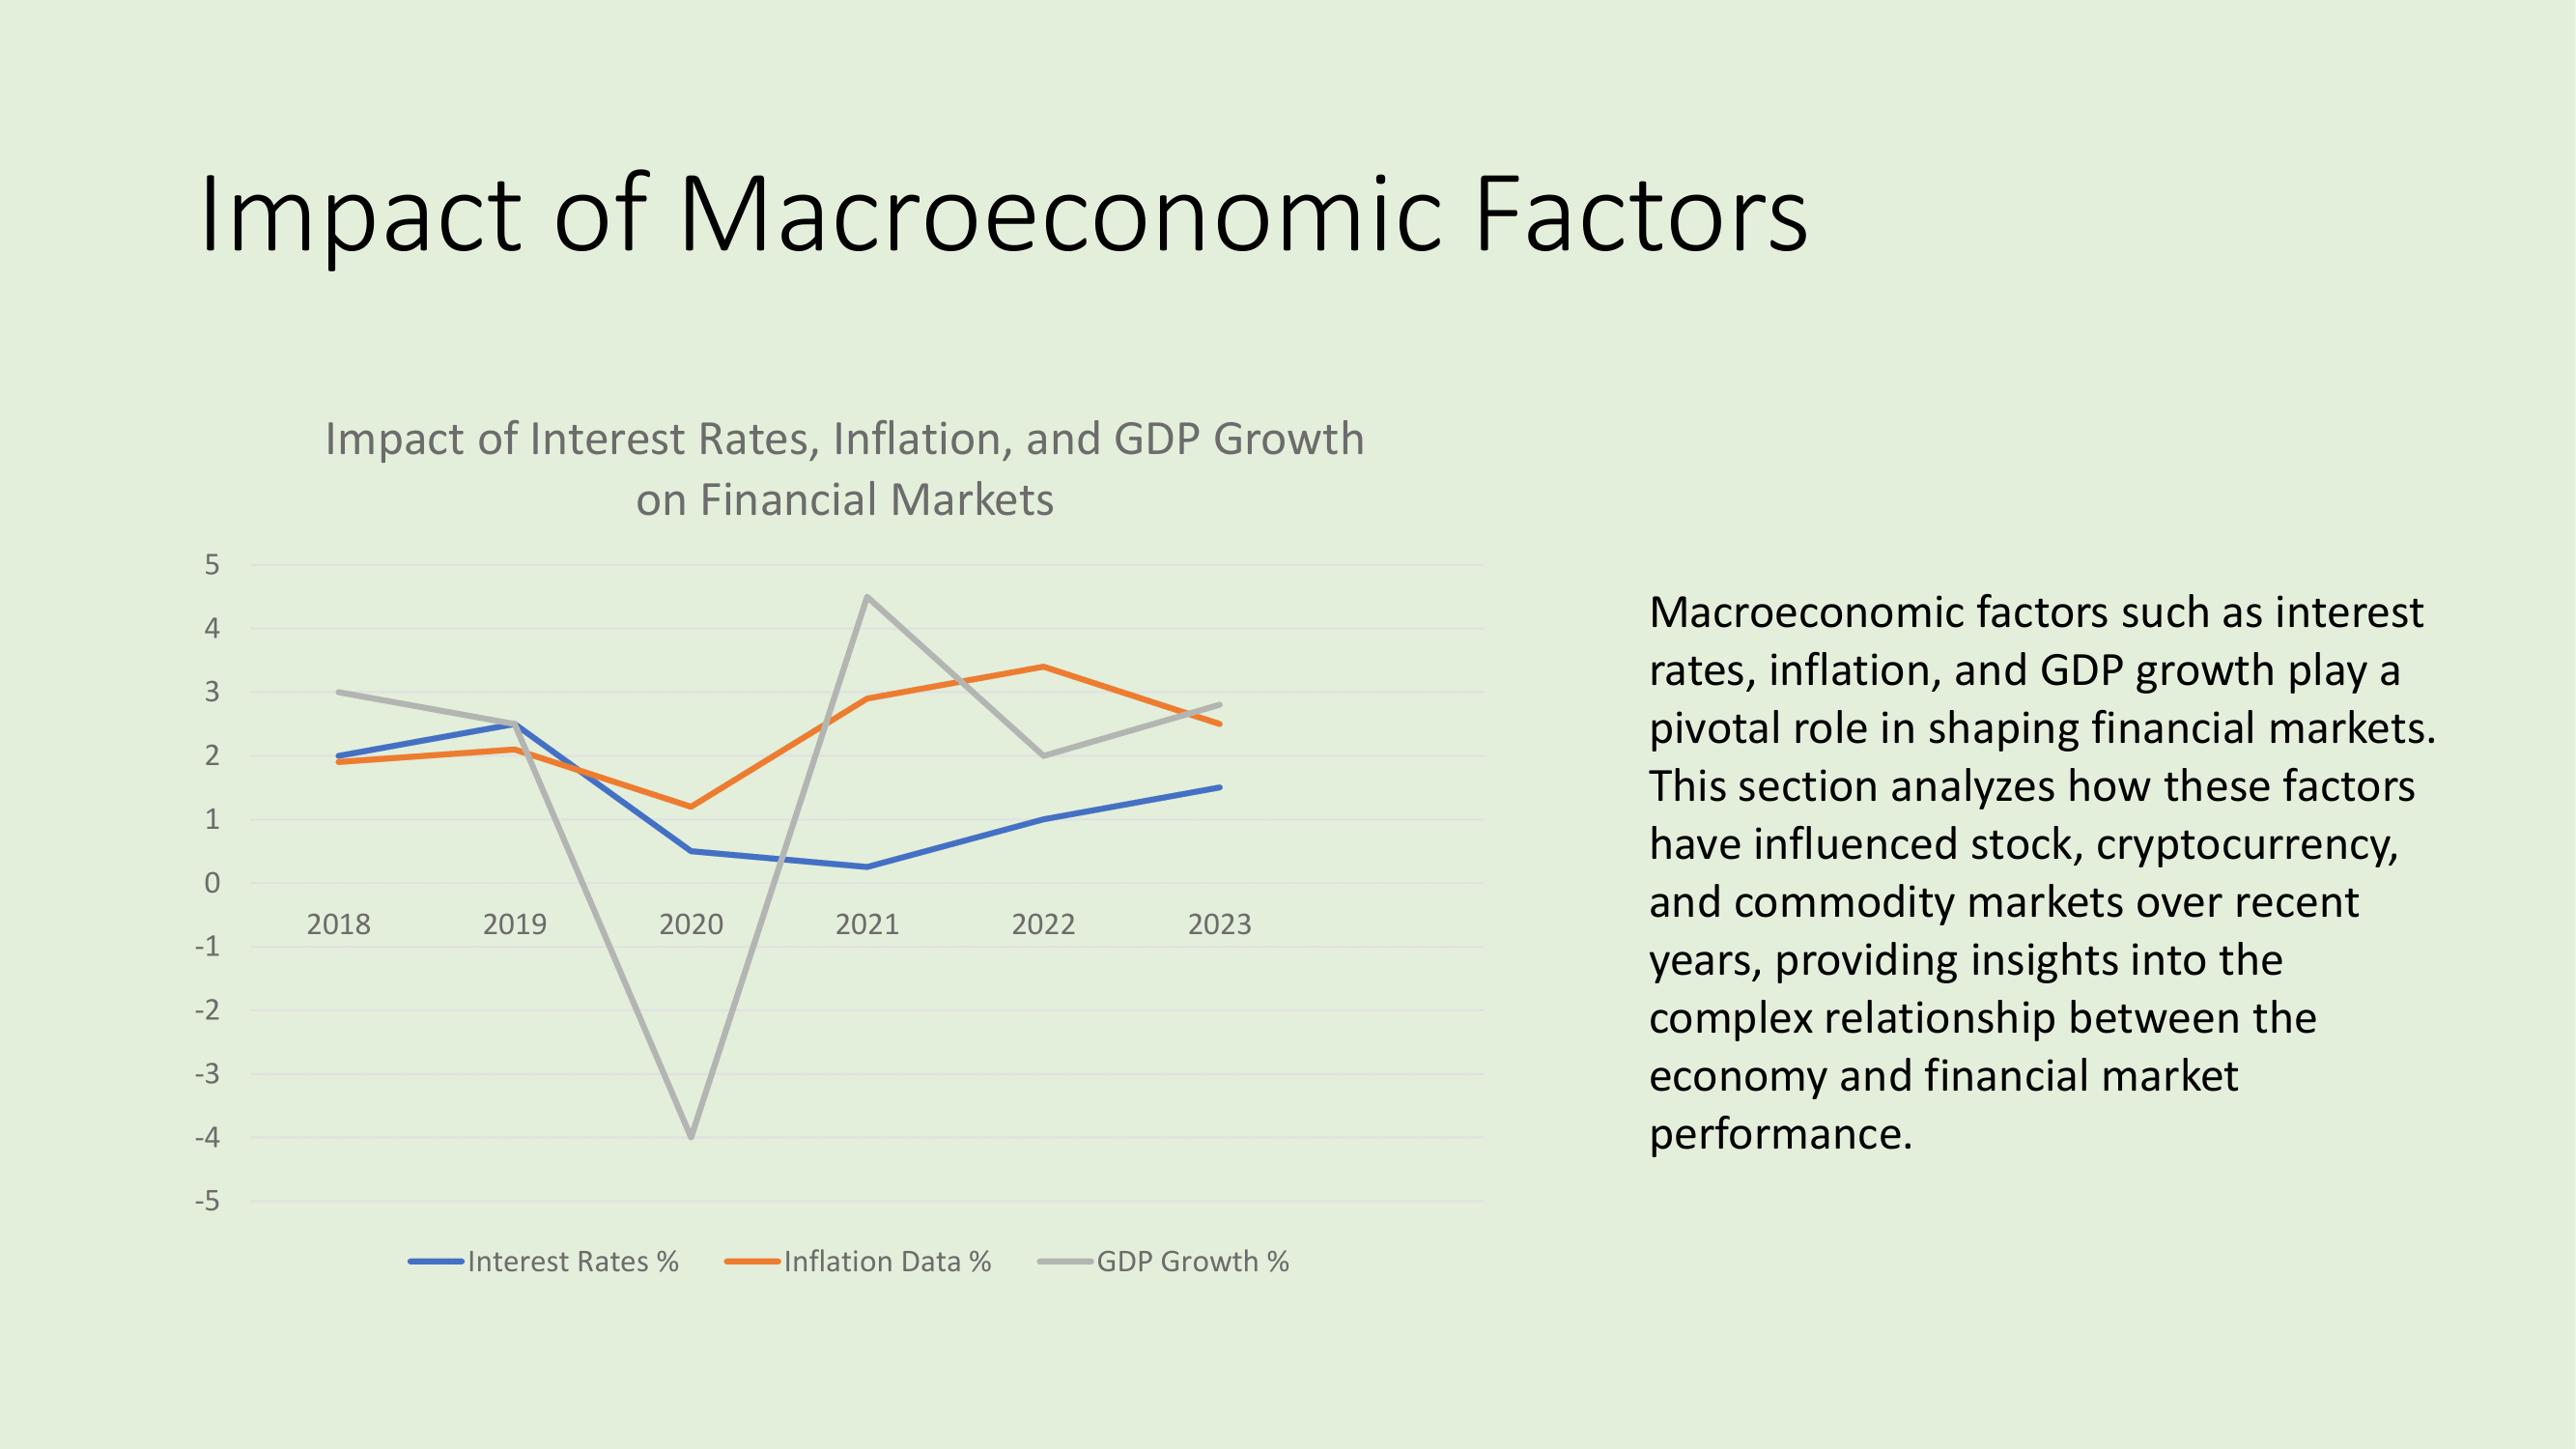 Impact of Macroeconomic Factors
Impact of Interest Rates, Inflation, and GDP Growth
on Financial Markets
5
4
3
2
1
0
2018 2019 2020 2021 2022 2023
-1
-2
-3
-4
-5
Interest Rates % Inflation Data % GDP Growth %
Macroeconomic factors such as interest
rates, inflation, and GDP growth play a
pivotal role in shaping financial markets.
This section analyzes how these factors
have influenced stock, cryptocurrency,
and commodity markets over recent
years, providing insights into the
complex relationship between the
economy and financial market
performance.